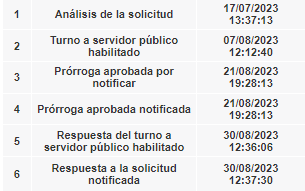 1 Análisis de la solicitud 17/07/2023
13:37:13
2 Turno a servidor público
habilitado 07/08/2023
12:12:40
3 Prórroga aprobada por
notificar 21/08/2023
19:28:13
4 Prórroga aprobada notificada 21/08/2023
19:28:13
5 Respuesta del turno a
servidor público habilitado 30/08/2023
12:36:06
6 Respuesta a la solicitud
notificada 30/08/2023
12:37:30